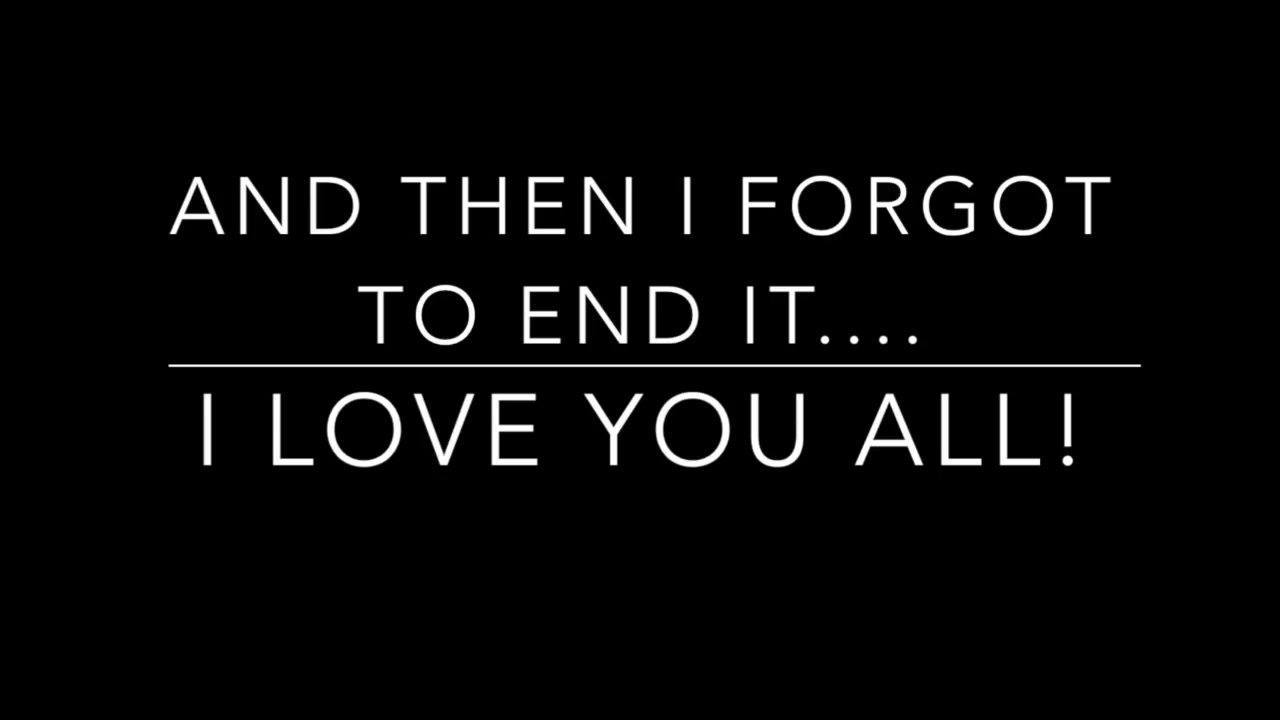 AND THEN I FORGOT
TO END IT....
I LOVE YOU ALL!